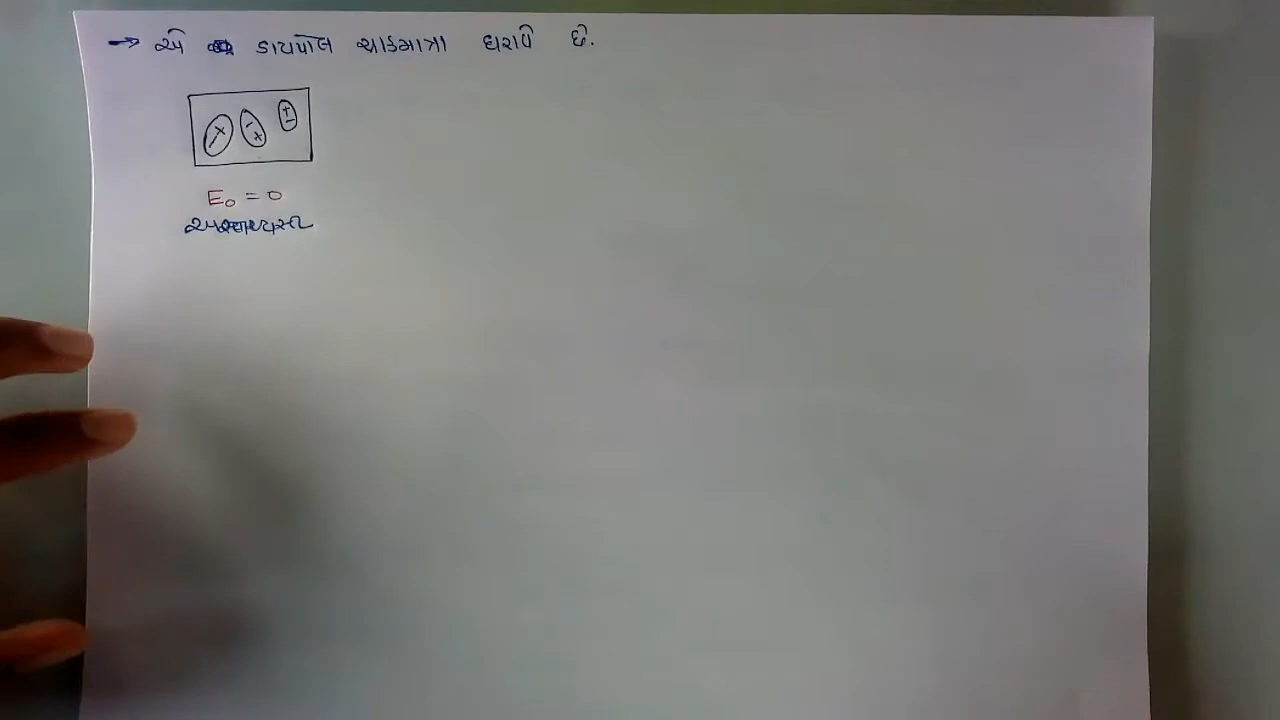 → એ ડાયપોલ ચાકમાત્રા ધરાવે છે.
+ - + + -
E₀ = 0